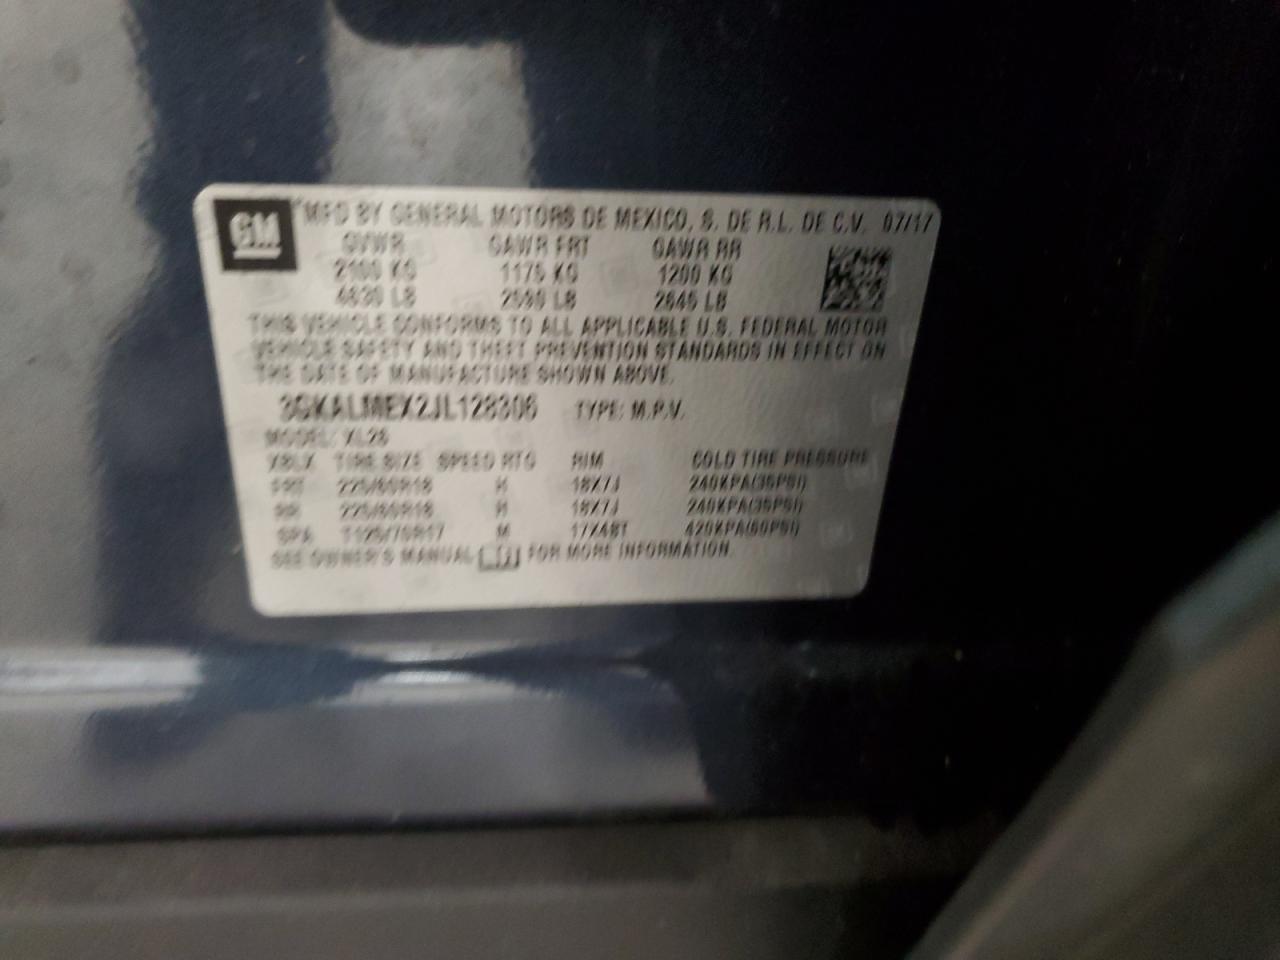 GM
MFD BY GENERAL MOTORS DE MEXICO, S. DE R.L. DE C.V. 07/17
GVWR GAWR FRT GAWR RR
2100 KG 1175 KG 1200 KG
4630 LB 2590 LB 2645 LB
THIS VEHICLE CONFORMS TO ALL APPLICABLE U.S. FEDERAL MOTOR
VEHICLE SAFETY AND THEFT PREVENTION STANDARDS IN EFFECT ON
THE DATE OF MANUFACTURE SHOWN ABOVE.
3GKALMEX2JL128306 TYPE: M.P.V.
MODEL: XL26
XBLX TIRE SIZE SPEED RTG RIM COLD TIRE PRESSURE
FRT 225/60R18 H 18X7J 240KPA(35PSI)
RR 225/60R18 H 18X7J 240KPA(35PSI)
SPA T125/70R17 M 17X4BT 420KPA(60PSI)
SEE OWNER'S MANUAL FOR MORE INFORMATION.